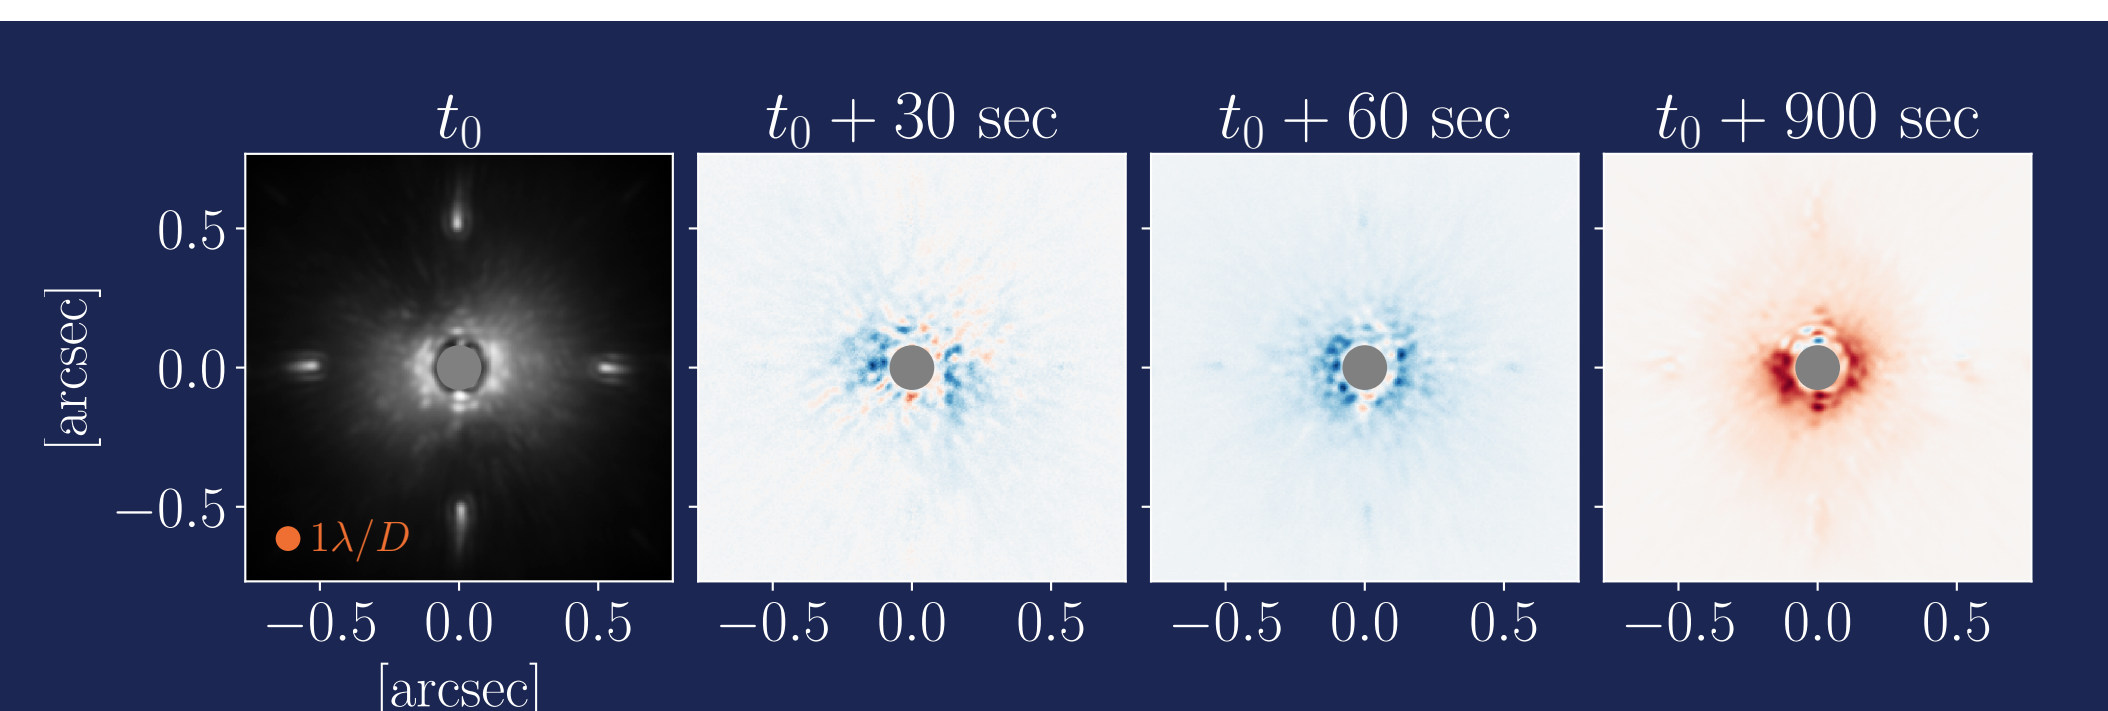 t₀
t₀ + 30 sec
t₀ + 60 sec
t₀ + 900 sec
[arcsec]
0.5
0.0
−0.5
1λ/D
−0.5 0.0 0.5
−0.5 0.0 0.5
−0.5 0.0 0.5
−0.5 0.0 0.5
[arcsec]